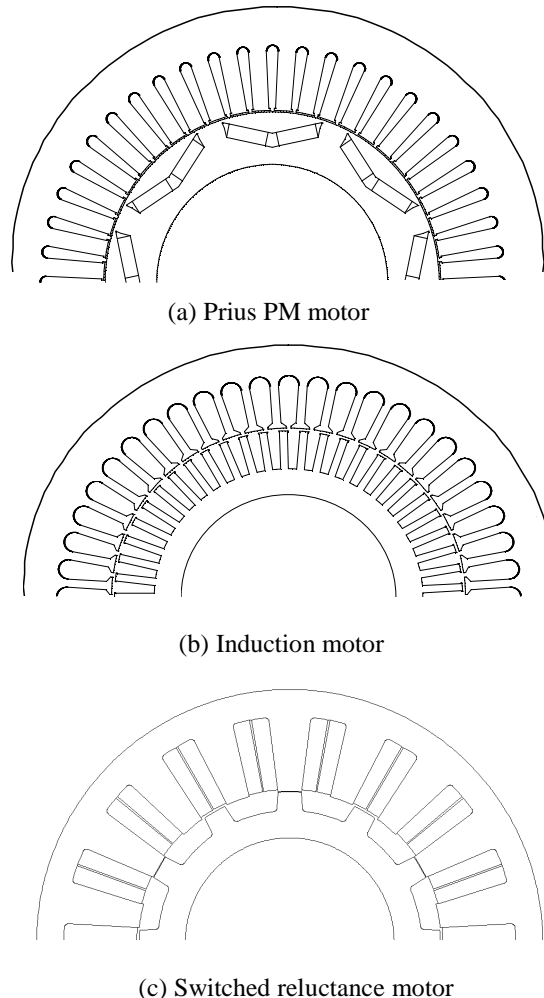 (a) Prius PM motor
(b) Induction motor
(c) Switched reluctance motor